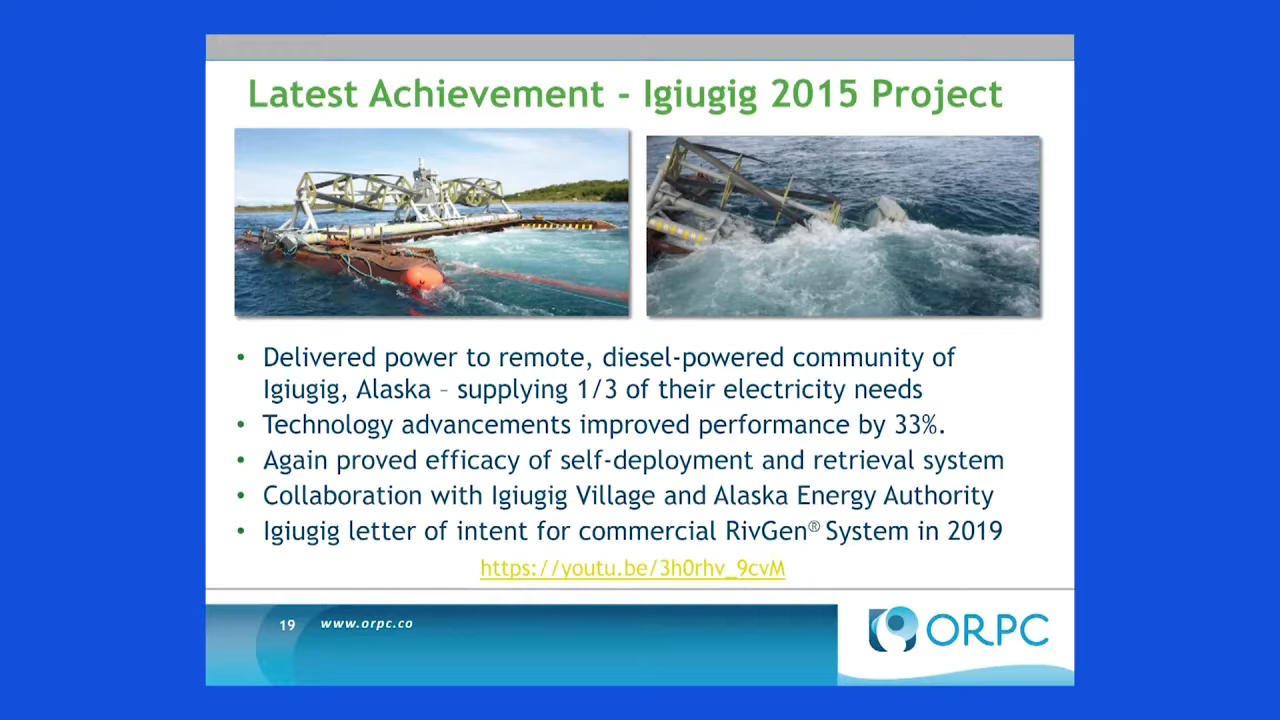 Latest Achievement - Igiugig 2015 Project
• Delivered power to remote, diesel-powered community of
Igiugig, Alaska – supplying 1/3 of their electricity needs
• Technology advancements improved performance by 33%.
• Again proved efficacy of self-deployment and retrieval system
• Collaboration with Igiugig Village and Alaska Energy Authority
• Igiugig letter of intent for commercial RivGen® System in 2019
https://youtu.be/3h0rhv_9cvM
19 www.orpc.co
ORPC